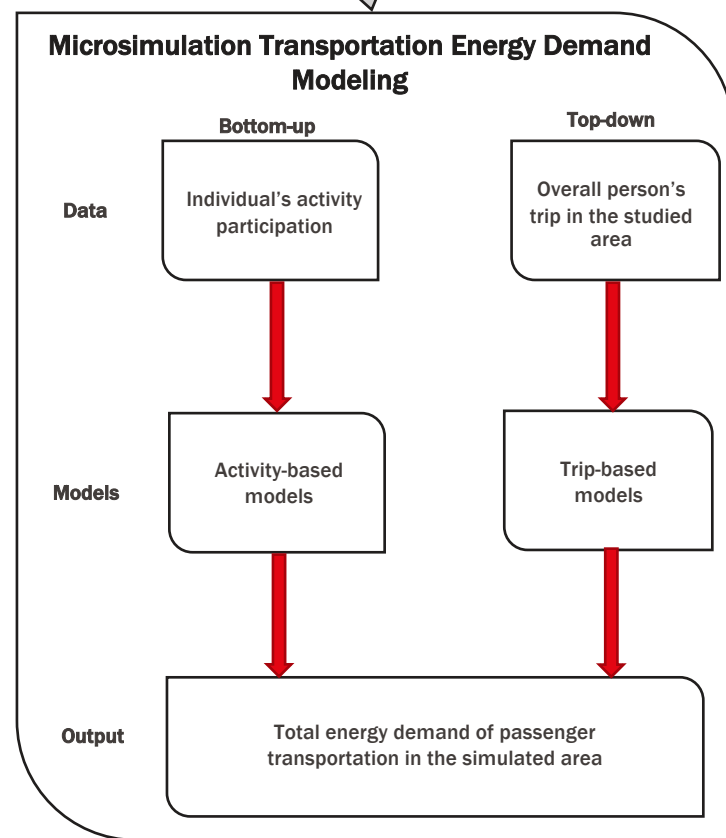 Microsimulation Transportation Energy Demand
Modeling
Bottom-up
Top-down
Data
Individual's activity
participation
Overall person's
trip in the studied
area
Models
Activity-based
models
Trip-based
models
Output
Total energy demand of passenger
transportation in the simulated area